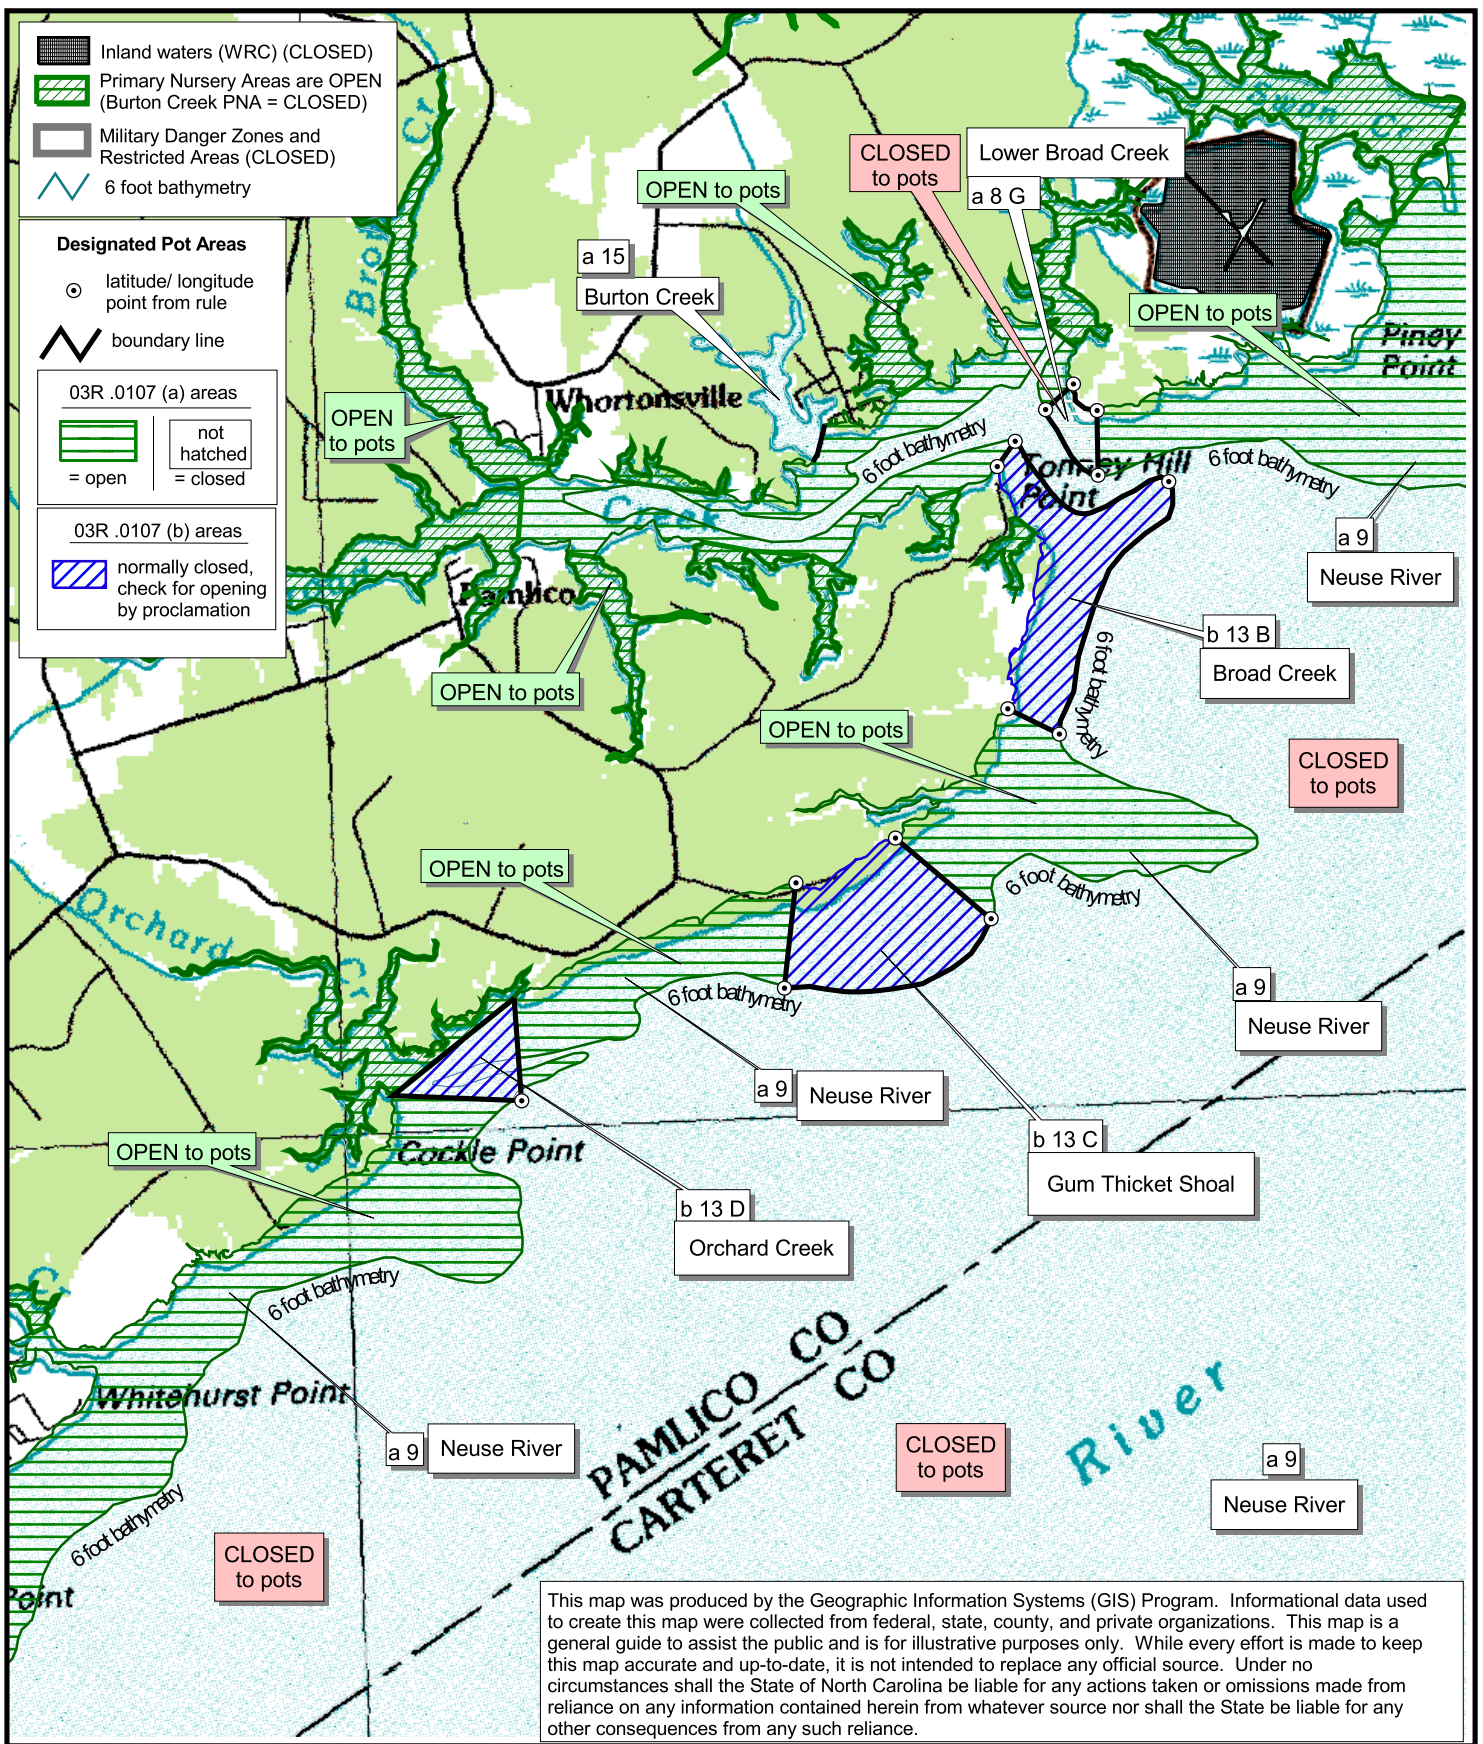 Inland waters (WRC) (CLOSED)
Primary Nursery Areas are OPEN
(Burton Creek PNA = CLOSED)
Military Danger Zones and
Restricted Areas (CLOSED)
6 foot bathymetry
Designated Pot Areas
latitude/ longitude
point from rule
boundary line
03R .0107 (a) areas
not
hatched
= open
= closed
03R .0107 (b) areas
normally closed,
check for opening
by proclamation
Cr
Swan Cr
CLOSED
to pots
Lower Broad Creek
a 8 G
OPEN to pots
a 15
Burton Creek
OPEN to pots
Piney
Point
OPEN
to pots
Whortonsville
6 foot bathymetry
Tonney Hill
Point
6 foot bathymetry
Creek
a 9
Neuse River
Pamlico
b 13 B
Broad Creek
6 foot bathymetry
OPEN to pots
OPEN to pots
CLOSED
to pots
OPEN to pots
6 foot bathymetry
Orchard
Cr
6 foot bathymetry
a 9
Neuse River
a 9
Neuse River
b 13 C
Gum Thicket Shoal
OPEN to pots
Cockle Point
b 13 D
Orchard Creek
Cr
6 foot bathymetry
Whitehurst Point
a 9
Neuse River
PAMLICO CO
CARTERET CO
River
CLOSED
to pots
a 9
Neuse River
6 foot bathymetry
CLOSED
to pots
Point
This map was produced by the Geographic Information Systems (GIS) Program. Informational data used
to create this map were collected from federal, state, county, and private organizations. This map is a
general guide to assist the public and is for illustrative purposes only. While every effort is made to keep
this map accurate and up-to-date, it is not intended to replace any official source. Under no
circumstances shall the State of North Carolina be liable for any actions taken or omissions made from
reliance on any information contained herein from whatever source nor shall the State be liable for any
other consequences from any such reliance.